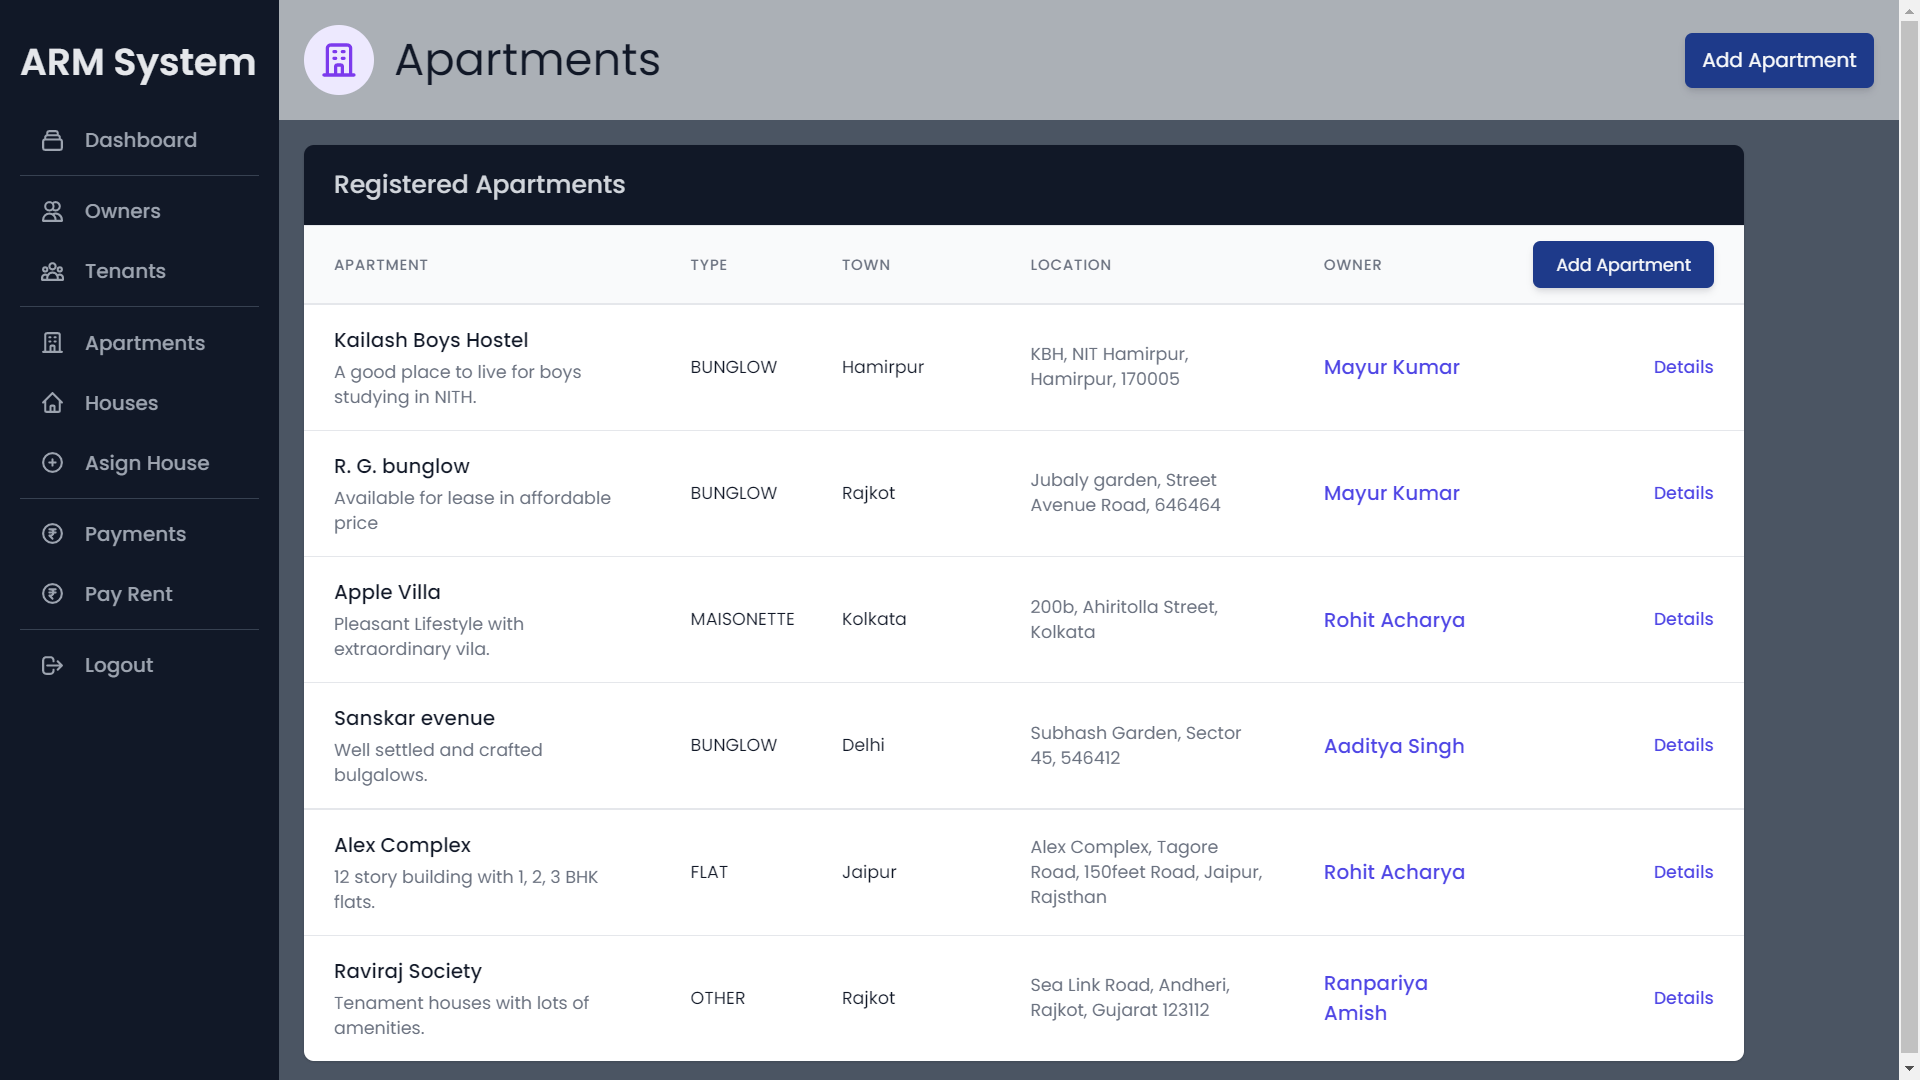 ARM System
Dashboard
Owners
Tenants
Apartments
Houses
Asign House
Payments
Pay Rent
Logout
Apartments
Add Apartment
Registered Apartments
APARTMENT TYPE TOWN LOCATION OWNER Add Apartment
Kailash Boys Hostel
A good place to live for boys
studying in NITH.
BUNGLOW
Hamirpur
KBH, NIT Hamirpur,
Hamirpur, 170005
Mayur Kumar
Details
R. G. bunglow
Available for lease in affordable
price
BUNGLOW
Rajkot
Jubaly garden, Street
Avenue Road, 646464
Mayur Kumar
Details
Apple Villa
Pleasant Lifestyle with
extraordinary vila.
MAISONETTE
Kolkata
200b, Ahiritolla Street,
Kolkata
Rohit Acharya
Details
Sanskar evenue
Well settled and crafted
bulgalows.
BUNGLOW
Delhi
Subhash Garden, Sector
45, 546412
Aaditya Singh
Details
Alex Complex
12 story building with 1, 2, 3 BHK
flats.
FLAT
Jaipur
Alex Complex, Tagore
Road, 150feet Road, Jaipur,
Rajsthan
Rohit Acharya
Details
Raviraj Society
Tenament houses with lots of
amenities.
OTHER
Rajkot
Sea Link Road, Andheri,
Rajkot, Gujarat 123112
Ranpariya
Amish
Details